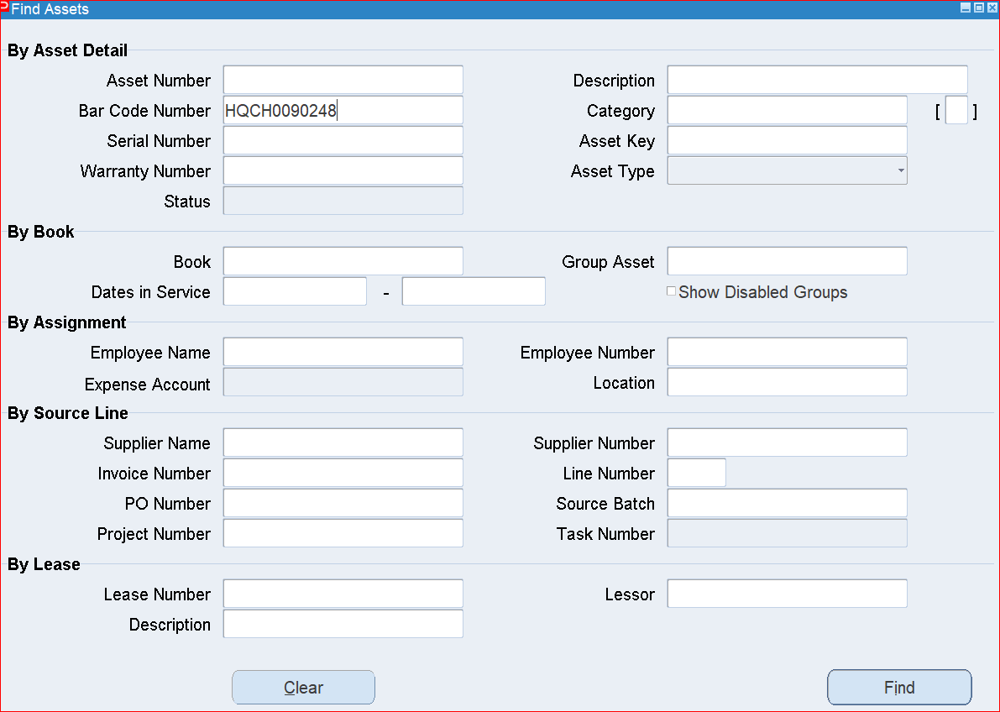 Find Assets
By Asset Detail
Asset Number
Description
Bar Code Number HQCH0090248
Category [ ]
Serial Number
Asset Key
Warranty Number
Asset Type
Status
By Book
Book
Group Asset
Dates in Service -
Show Disabled Groups
By Assignment
Employee Name
Employee Number
Expense Account
Location
By Source Line
Supplier Name
Supplier Number
Invoice Number
Line Number
PO Number
Source Batch
Project Number
Task Number
By Lease
Lease Number
Lessor
Description
Clear
Find